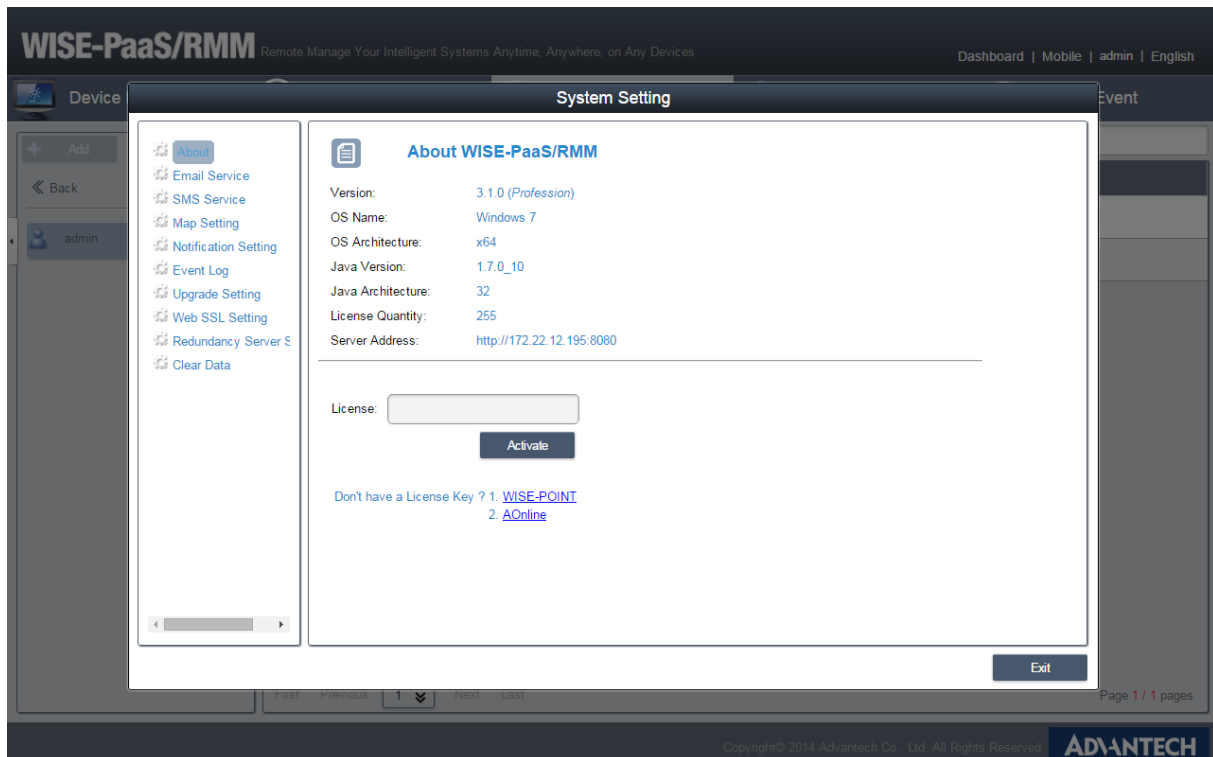 WISE-PaaS/RMM Remote Manage Your Intelligent Systems Anytime, Anywhere, on Any Devices
Dashboard | Mobile | admin | English
Device
Event
System Setting
Add
Back
admin
About
Email Service
SMS Service
Map Setting
Notification Setting
Event Log
Upgrade Setting
Web SSL Setting
Redundancy Server S
Clear Data
About WISE-PaaS/RMM
Version: 3.1.0 (Profession)
OS Name: Windows 7
OS Architecture: x64
Java Version: 1.7.0_10
Java Architecture: 32
License Quantity: 255
Server Address: http://172.22.12.195:8080
License:
Activate
Don't have a License Key ? 1. WISE-POINT
2. AOnline
Exit
First Previous 1 Next Last
Page 1 / 1 pages
Copyright© 2014 Advantech Co., Ltd. All Rights Reserved
ADVANTECH